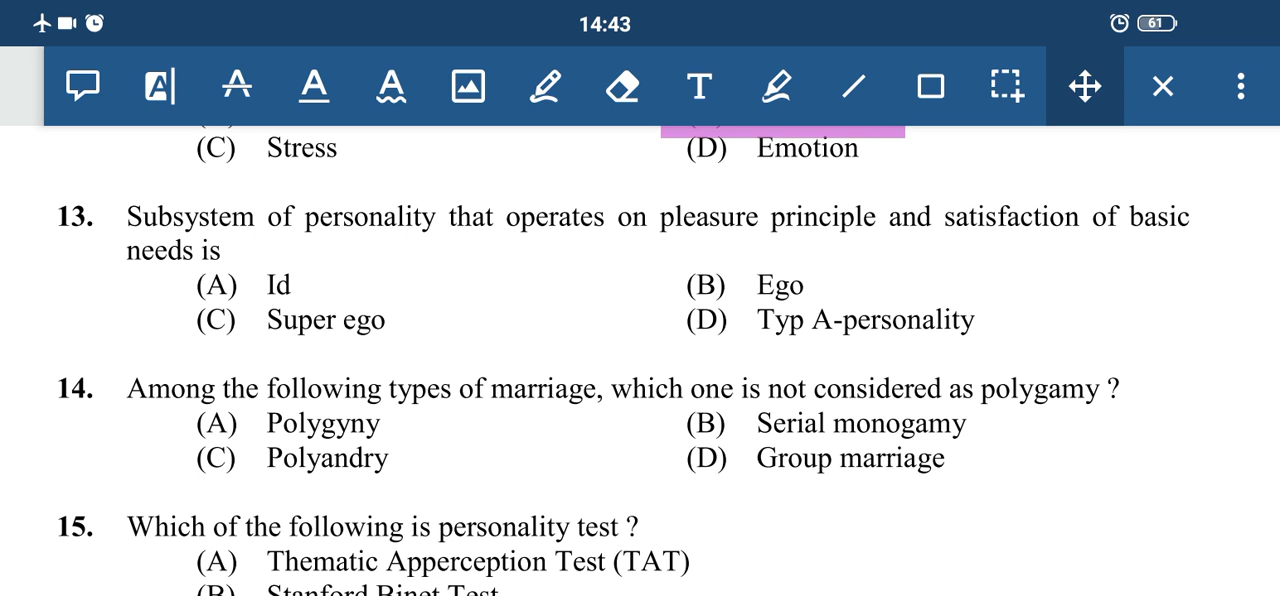 14:43
61
A
A
A
A
T
(C) Stress
(D) Emotion
13. Subsystem of personality that operates on pleasure principle and satisfaction of basic
needs is
(A) Id
(B) Ego
(C) Super ego
(D) Typ A-personality
14. Among the following types of marriage, which one is not considered as polygamy ?
(A) Polygyny
(B) Serial monogamy
(C) Polyandry
(D) Group marriage
15. Which of the following is personality test ?
(A) Thematic Apperception Test (TAT)
(B) Stanford Binet Test